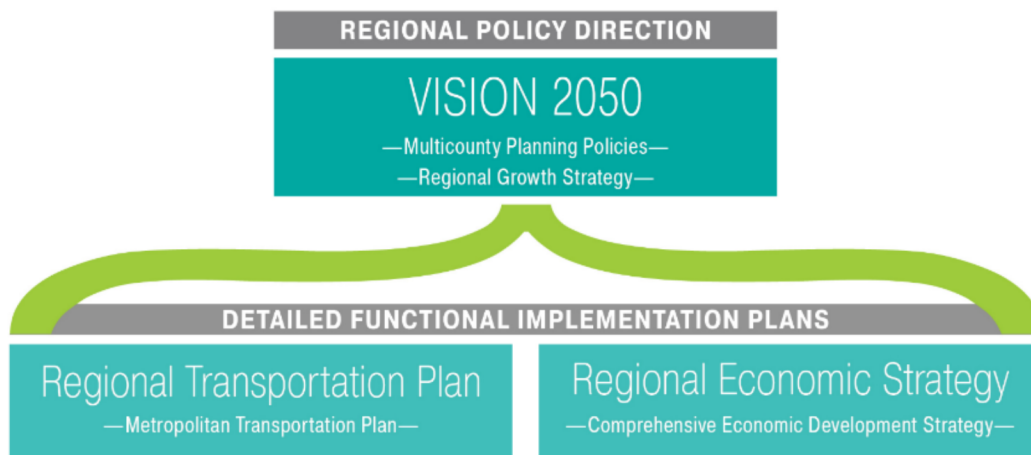 REGIONAL POLICY DIRECTION
VISION 2050
—Multicounty Planning Policies—
—Regional Growth Strategy—
DETAILED FUNCTIONAL IMPLEMENTATION PLANS
Regional Transportation Plan
—Metropolitan Transportation Plan—
Regional Economic Strategy
—Comprehensive Economic Development Strategy—